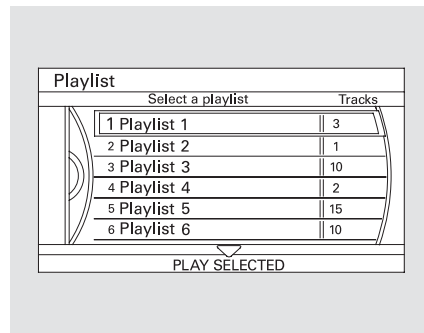 Playlist
Select a playlist Tracks
1 Playlist 1 3
2 Playlist 2 1
3 Playlist 3 10
4 Playlist 4 2
5 Playlist 5 15
6 Playlist 6 10
PLAY SELECTED